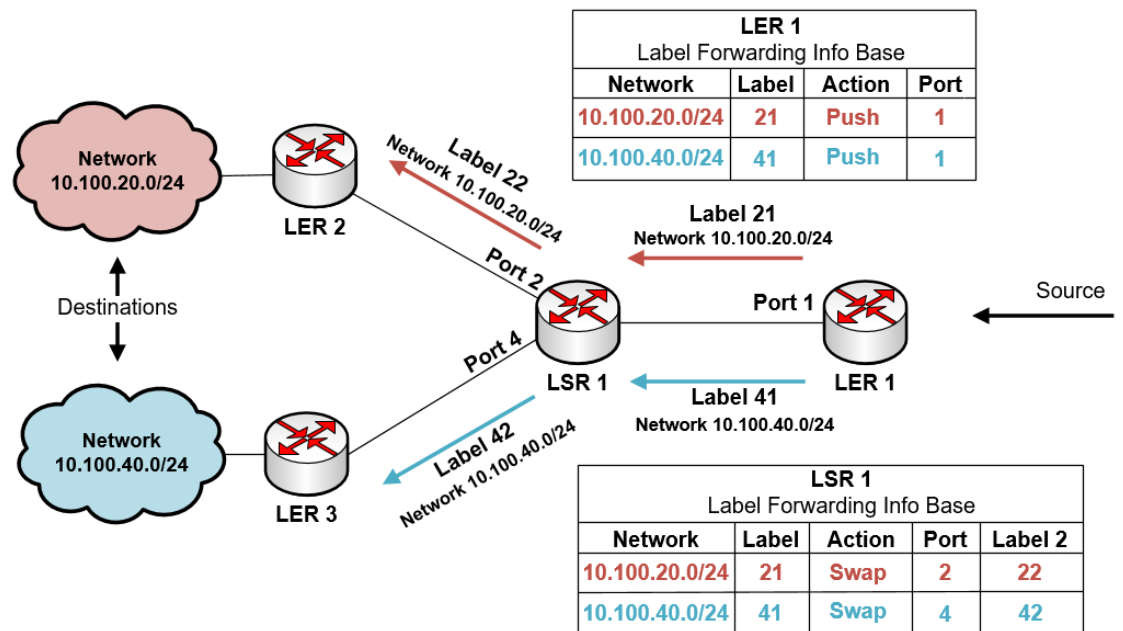 LER 1
Label Forwarding Info Base
Network Label Action Port
10.100.20.0/24 21 Push 1
10.100.40.0/24 41 Push 1
Network
10.100.20.0/24
LER 2
Label 22
Network 10.100.20.0/24
Label 21
Network 10.100.20.0/24
Destinations
Port 2
Port 1
Source
Port 4
LSR 1
LER 1
Label 41
Network 10.100.40.0/24
Network
10.100.40.0/24
LER 3
Label 42
Network 10.100.40.0/24
LSR 1
Label Forwarding Info Base
Network Label Action Port Label 2
10.100.20.0/24 21 Swap 2 22
10.100.40.0/24 41 Swap 4 42